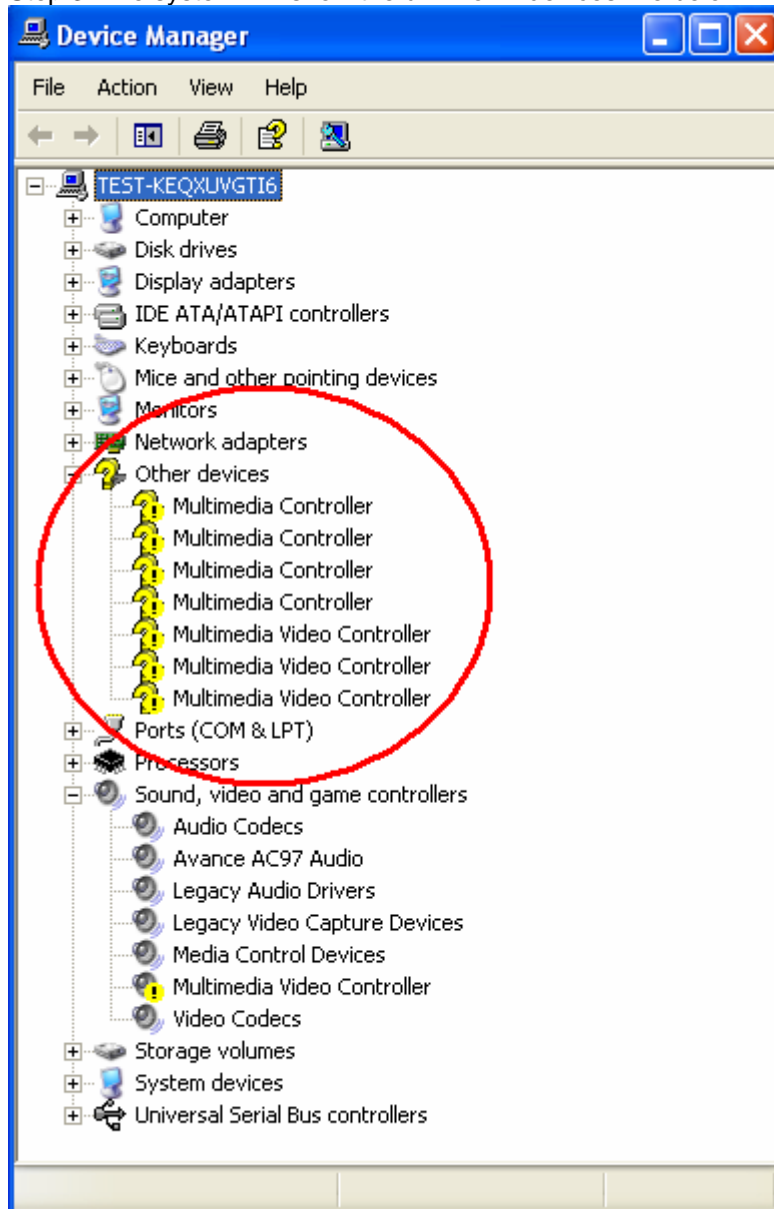 Device Manager
File Action View Help
TEST-KEQXUVGTI6
Computer
Disk drives
Display adapters
IDE ATA/ATAPI controllers
Keyboards
Mice and other pointing devices
Monitors
Network adapters
Other devices
Multimedia Controller
Multimedia Controller
Multimedia Controller
Multimedia Controller
Multimedia Video Controller
Multimedia Video Controller
Multimedia Video Controller
Ports (COM & LPT)
Processors
Sound, video and game controllers
Audio Codecs
Avance AC97 Audio
Legacy Audio Drivers
Legacy Video Capture Devices
Media Control Devices
Multimedia Video Controller
Video Codecs
Storage volumes
System devices
Universal Serial Bus controllers